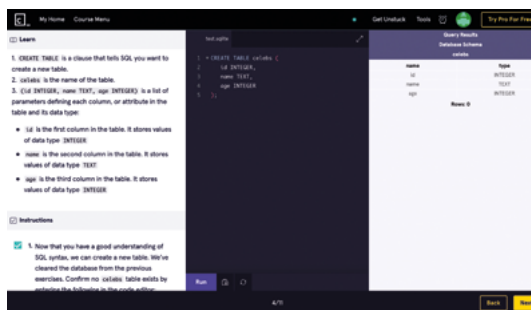 c_
My Home Course Menu
Get Unstuck Tools
Try Pro For Free
Learn
1. CREATE TABLE is a clause that tells SQL you want to
create a new table.
2. celebs is the name of the table.
3. (id INTEGER, name TEXT, age INTEGER) is a list of
parameters defining each column, or attribute in the
table and its data type:
id is the first column in the table. It stores values
of data type INTEGER
name is the second column in the table. It stores
values of data type TEXT
age is the third column in the table. It stores
values of data type INTEGER
Instructions
1. Now that you have a good understanding of
SQL syntax, we can create a new table. We've
cleared the database from the previous
exercises. Confirm no celebs table exists by
entering the following in the code editor:
test.sqlite
1 CREATE TABLE celebs (
2 id INTEGER,
3 name TEXT,
4 age INTEGER
5 );
Run
Query Results
Database Schema
celebs
name type
id INTEGER
name TEXT
age INTEGER
Rows: 0
4/11
Back
Next